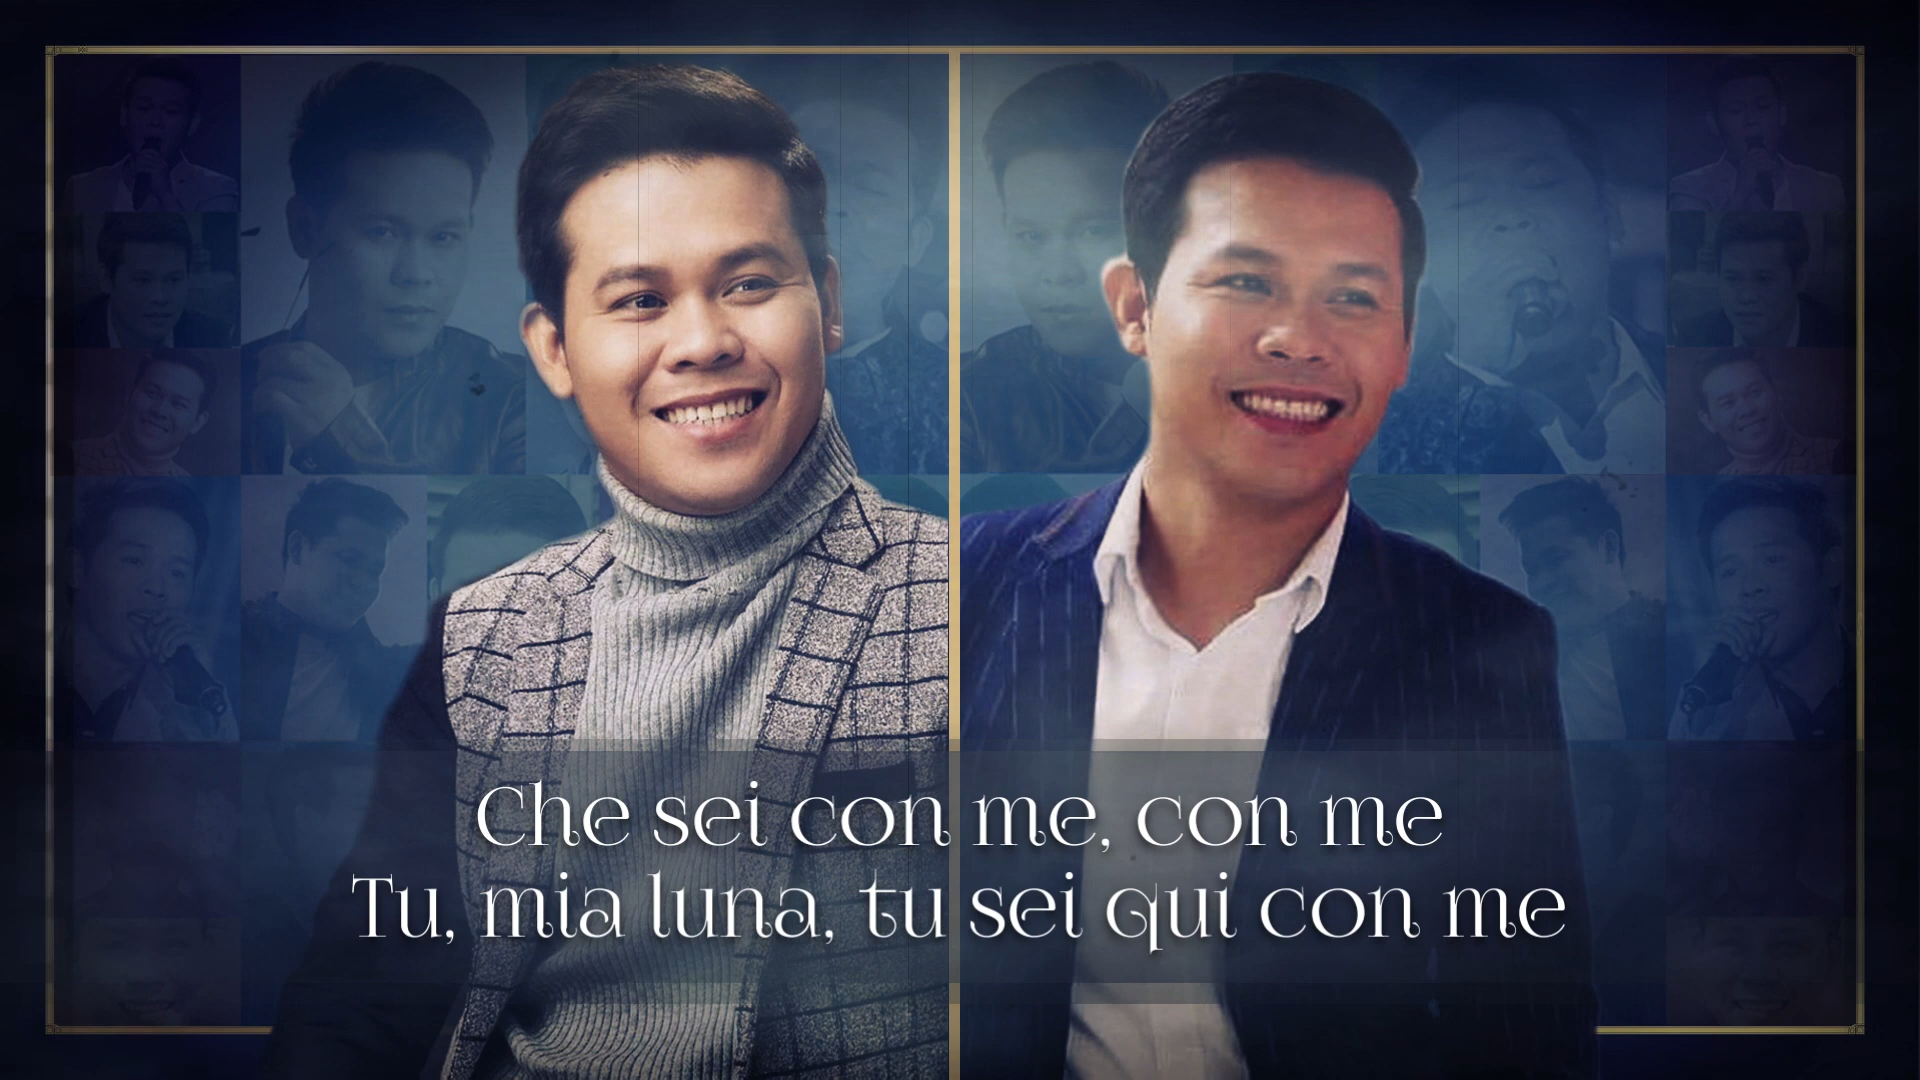 Che sei con me, con me
Tu, mia luna, tu sei qui con me